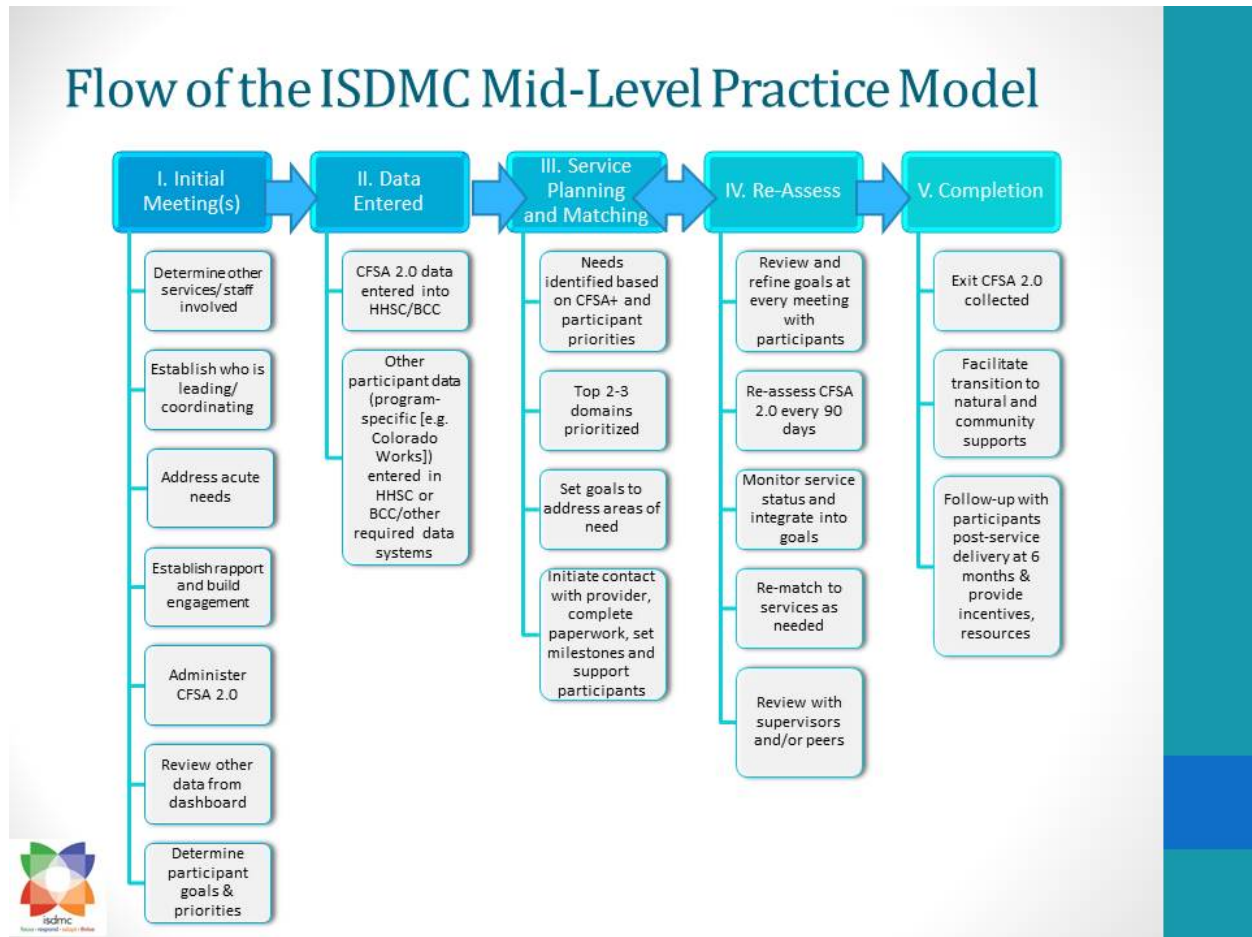 Flow of the ISDMC Mid-Level Practice Model
I. Initial
Meeting(s)
Determine other
services/ staff
involved
Establish who is
leading/
coordinating
Address acute
needs
Establish rapport
and build
engagement
Administer
CFSA 2.0
Review other
data from
dashboard
Determine
participant
goals &
priorities
II. Data
Entered
CFSA 2.0 data
entered into
HHSC/BCC
Other
participant data
(program-
specific [e.g.
Colorado
Works])
entered in
HHSC or
BCC/other
required data
systems
III. Service
Planning
and Matching
Needs
identified based
on CFSA+ and
participant
priorities
Top 2-3
domains
prioritized
Set goals to
address areas of
need
Initiate contact
with provider,
complete
paperwork, set
milestones and
support
participants
IV. Re-Assess
Review and
refine goals at
every meeting
with
participants
Re-assess CFSA
2.0 every 90
days
Monitor service
status and
integrate into
goals
Re-match to
services as
needed
Review with
supervisors
and/or peers
V. Completion
Exit CFSA 2.0
collected
Facilitate
transition to
natural and
community
supports
Follow-up with
participants
post-service
delivery at 6
months &
provide
incentives,
resources
isdmc
focus · respond · adapt · thrive